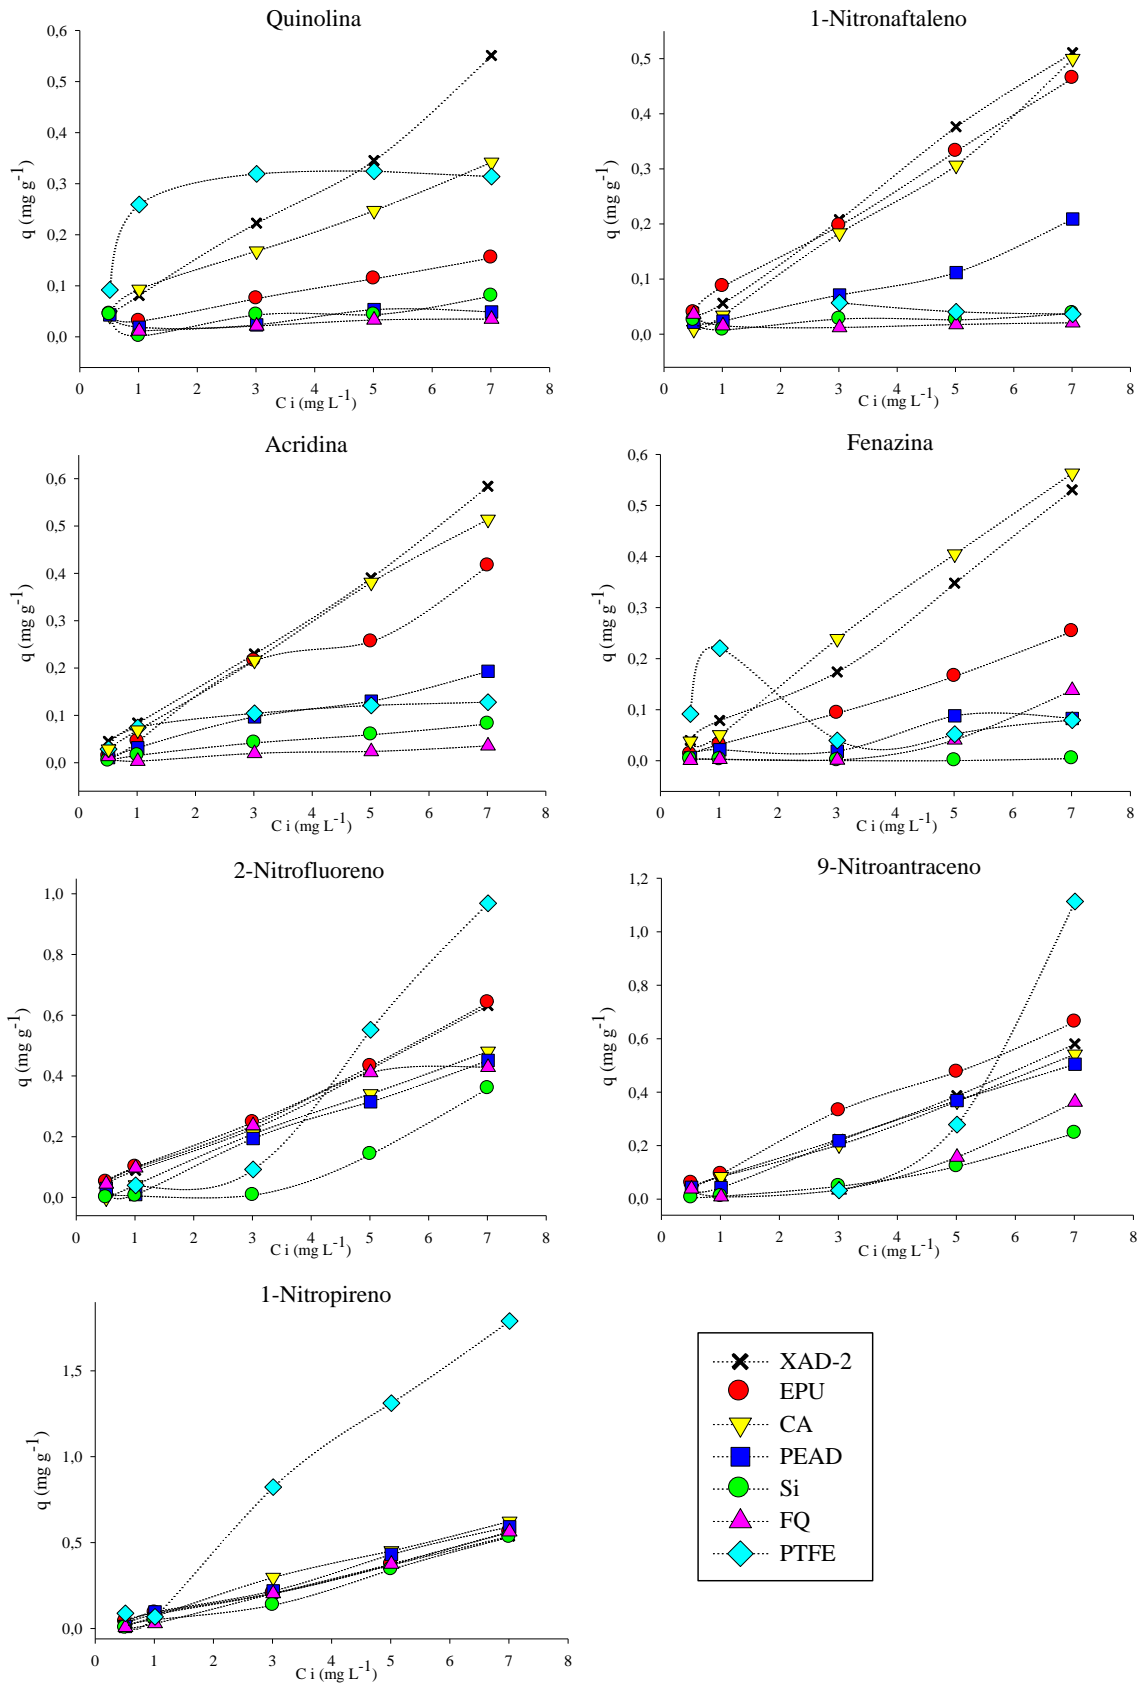 Quinolina
q (mg g⁻¹)
0,6
0,5
0,4
0,3
0,2
0,1
0,0
0 1 2 3 4 5 6 7 8
C i (mg L⁻¹)
1-Nitronaftaleno
q (mg g⁻¹)
0,5
0,4
0,3
0,2
0,1
0,0
0 1 2 3 4 5 6 7 8
C i (mg L⁻¹)
Acridina
q (mg g⁻¹)
0,6
0,5
0,4
0,3
0,2
0,1
0,0
0 1 2 3 4 5 6 7 8
C i (mg L⁻¹)
Fenazina
q (mg g⁻¹)
0,6
0,5
0,4
0,3
0,2
0,1
0,0
0 1 2 3 4 5 6 7 8
C i (mg L⁻¹)
2-Nitrofluoreno
q (mg g⁻¹)
1,0
0,8
0,6
0,4
0,2
0,0
0 1 2 3 4 5 6 7 8
C i (mg L⁻¹)
9-Nitroantraceno
q (mg g⁻¹)
1,2
1,0
0,8
0,6
0,4
0,2
0,0
0 1 2 3 4 5 6 7 8
C i (mg L⁻¹)
1-Nitropireno
q (mg g⁻¹)
1,5
1,0
0,5
0,0
0 1 2 3 4 5 6 7 8
C i (mg L⁻¹)
XAD-2
EPU
CA
PEAD
Si
FQ
PTFE